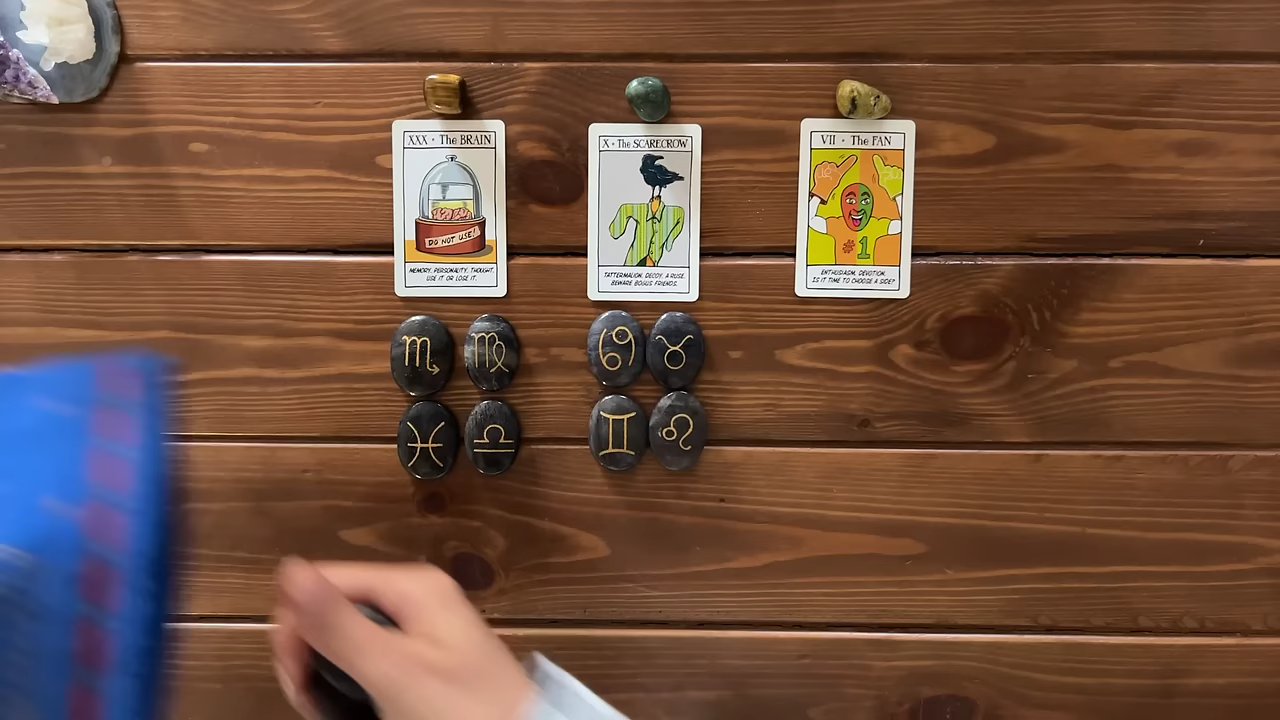 XXX • The BRAIN
DO NOT USE!
MEMORY, PERSONALITY, THOUGHT,
USE IT OR LOSE IT.
X • The SCARECROW
TATTERMALION, DECOY, A RUSE.
BEWARE BOGUS FRIENDS.
VII • The FAN
#1
ENTHUSIASM, DEVOTION.
IS IT TIME TO CHOOSE A SIDE?
♏ ♍ ♋ ♉
♓ ♎ ♊ ♌